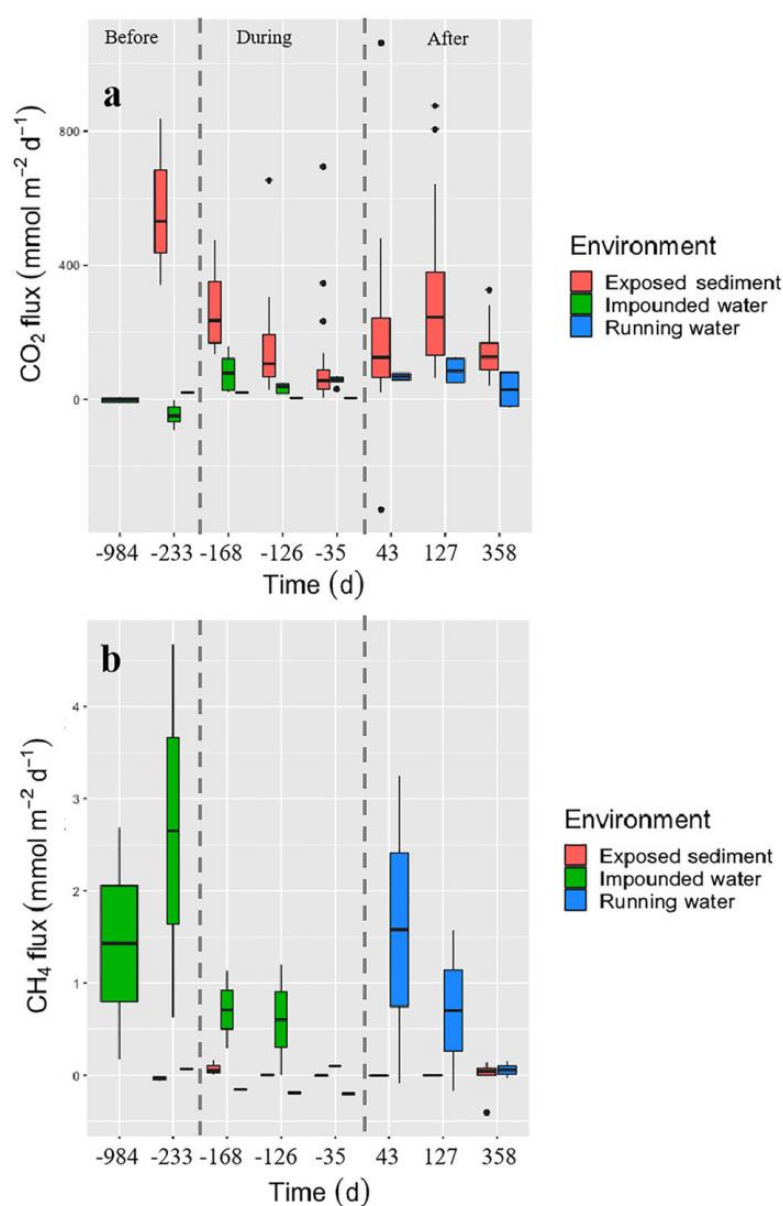 Before During After
a
800
400
0
CO₂ flux (mmol m⁻² d⁻¹)
-984 -233 -168 -126 -35 43 127 358
Time (d)
Environment
Exposed sediment
Impounded water
Running water
b
4
3
2
1
0
CH₄ flux (mmol m⁻² d⁻¹)
-984 -233 -168 -126 -35 43 127 358
Time (d)
Environment
Exposed sediment
Impounded water
Running water